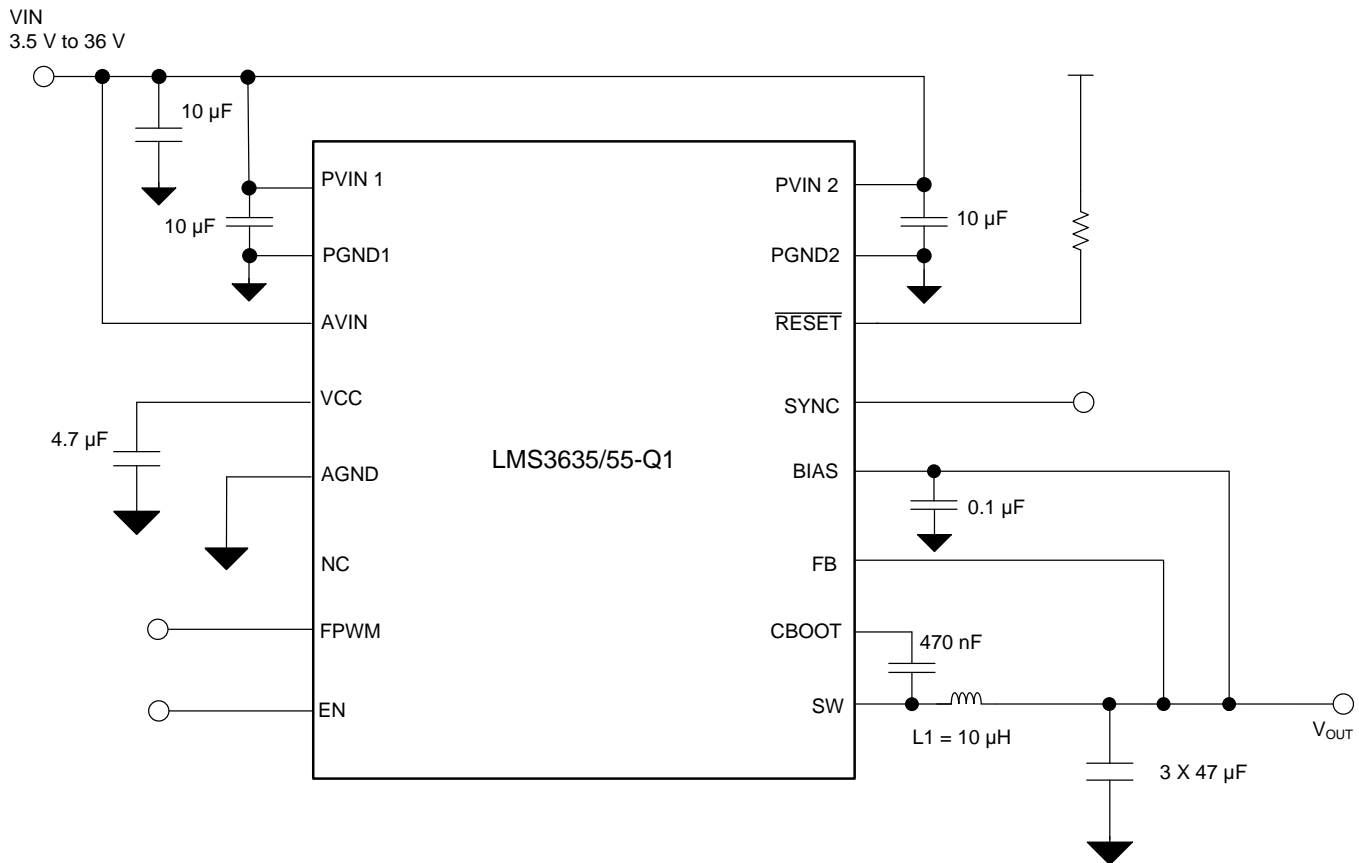 VIN
3.5 V to 36 V
10 µF
PVIN 1
PVIN 2
10 µF
10 µF
PGND1
PGND2
AVIN
RESET
VCC
SYNC
4.7 µF
LMS3635/55-Q1
AGND
BIAS
0.1 µF
NC
FB
FPWM
CBOOT
470 nF
EN
SW
L1 = 10 µH
VOUT
3 X 47 µF